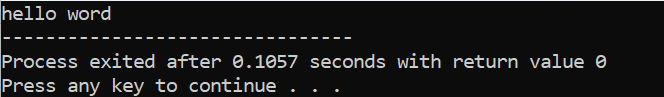 hello word
--------------------------------
Process exited after 0.1057 seconds with return value 0
Press any key to continue . . .